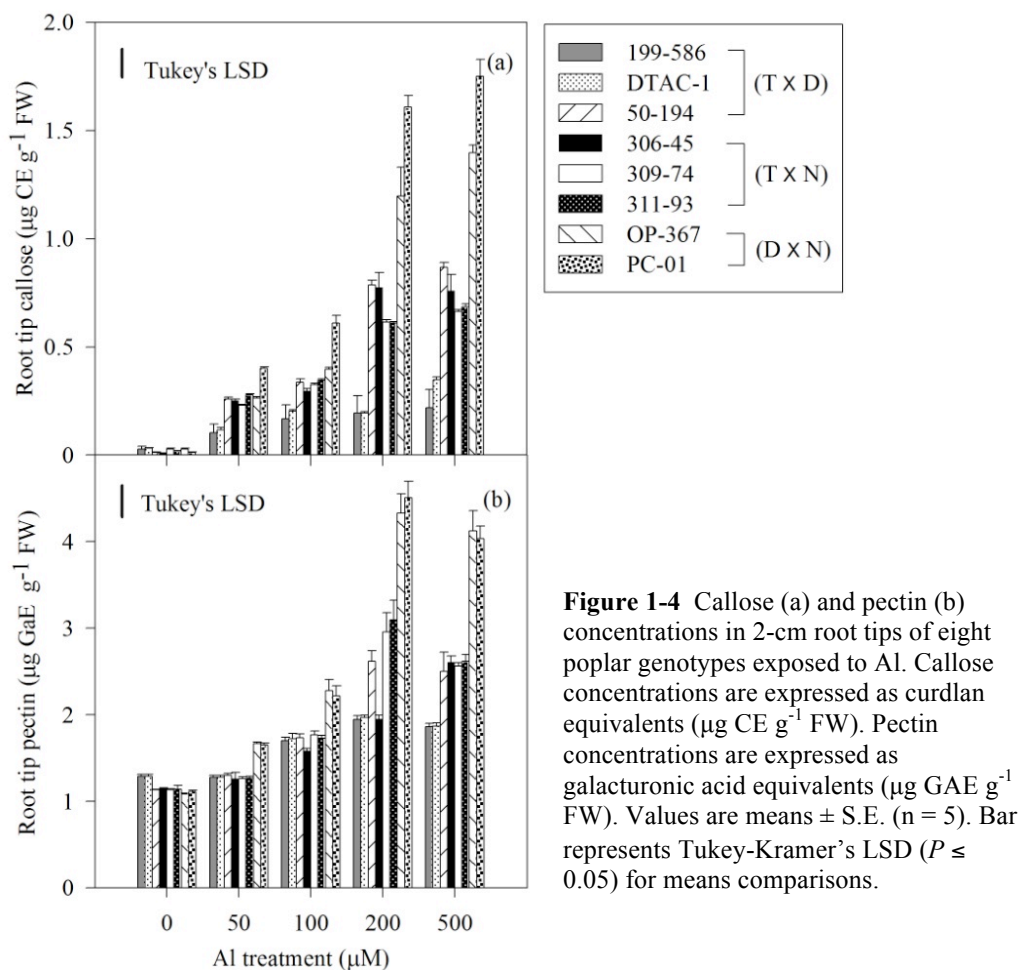 2.0
Tukey's LSD
(a)
1.5
1.0
0.5
0
Root tip callose (µg CE g-1 FW)
199-586
DTAC-1
50-194
(T X D)
306-45
309-74
311-93
(T X N)
OP-367
PC-01
(D X N)
Tukey's LSD
(b)
4
3
2
1
0
Root tip pectin (µg GaE g-1 FW)
0 50 100 200 500
Al treatment (µM)
Figure 1-4 Callose (a) and pectin (b)
concentrations in 2-cm root tips of eight
poplar genotypes exposed to Al. Callose
concentrations are expressed as curdlan
equivalents (µg CE g-1 FW). Pectin
concentrations are expressed as
galacturonic acid equivalents (µg GAE g-1
FW). Values are means ± S.E. (n = 5). Bar
represents Tukey-Kramer's LSD (P ≤
0.05) for means comparisons.